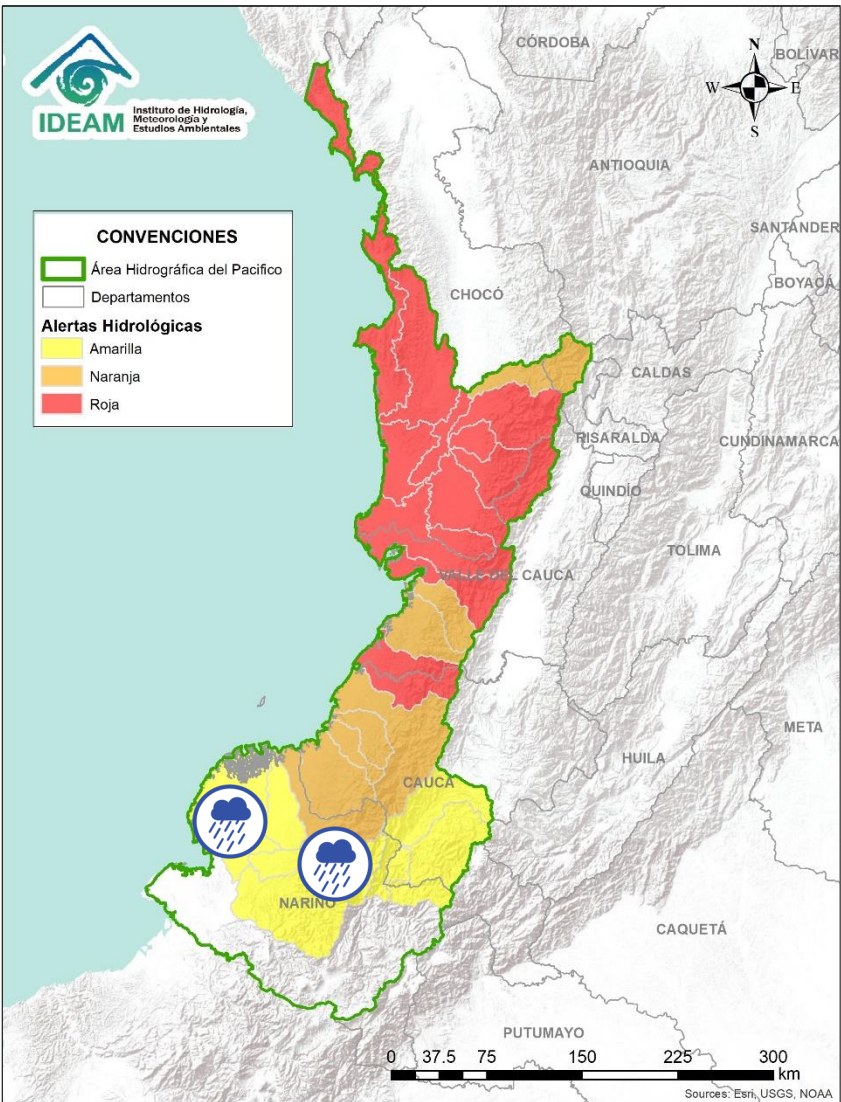 IDEAM
Instituto de Hidrología,
Meteorología y
Estudios Ambientales
CÓRDOBA
BOLÍVAR
N
W
E
S
ANTIOQUIA
SANTANDER
BOYACÁ
CHOCÓ
CALDAS
RISARALDA
CUNDINAMARCA
QUINDÍO
TOLIMA
VALLE DEL CAUCA
META
HUILA
CAUCA
NARIÑO
CAQUETÁ
PUTUMAYO
CONVENCIONES
Área Hidrográfica del Pacifico
Departamentos
Alertas Hidrológicas
Amarilla
Naranja
Roja
0 37.5 75 150 225 300
km
Sources: Esri, USGS, NOAA